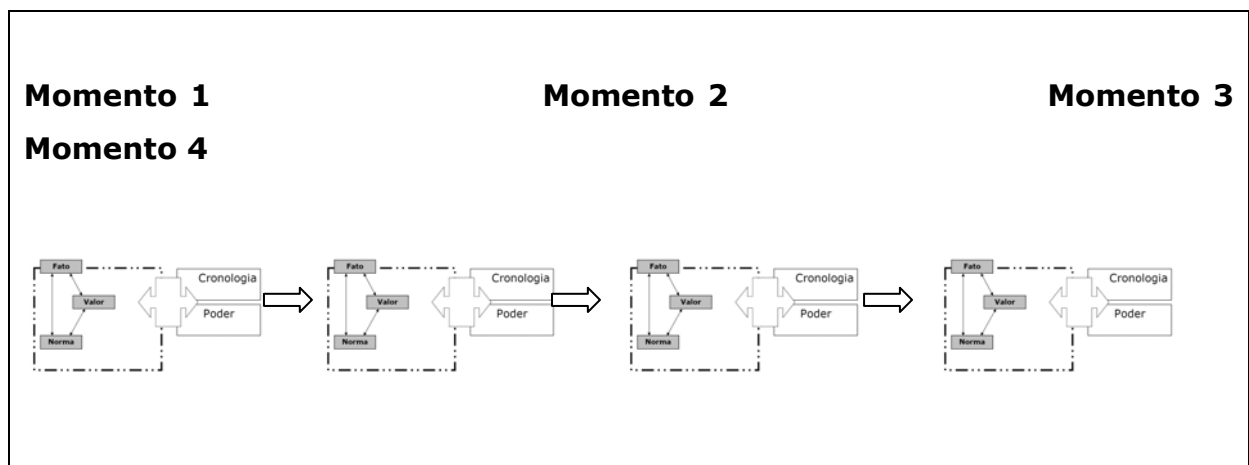 Momento 1 Momento 2 Momento 3
Momento 4
Fato
Cronologia
Valor
Poder
Norma
Fato
Cronologia
Valor
Poder
Norma
Fato
Cronologia
Valor
Poder
Norma
Fato
Cronologia
Valor
Poder
Norma